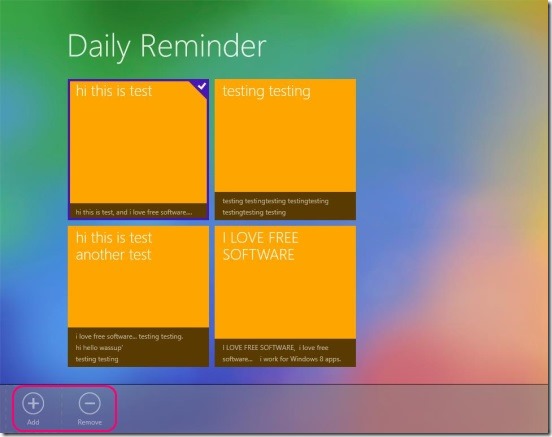 Daily Reminder
hi this is test
hi this is test, and i love free software....
testing testing
testing testingtesting testingtesting
testingtesting testing
hi this is test
another test
i love free software... testing testing.
hi hello wassup'
testing testing
I LOVE FREE
SOFTWARE
I LOVE FREE SOFTWARE, i love free
software... i work for Windows 8 apps.
Add
Remove